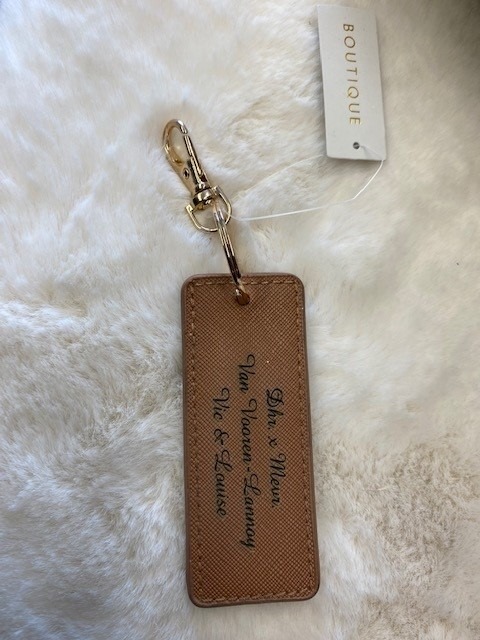 BOUTIQUE
Dhr. x Mevr.
Van Vooren-Lannoy
Vic & Louise